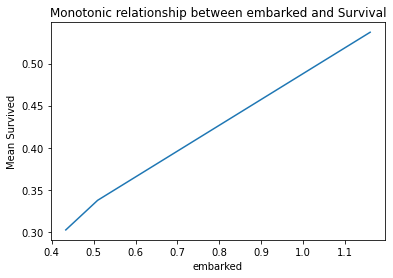 Monotonic relationship between embarked and Survival
0.50
0.45
0.40
0.35
0.30
Mean Survived
0.4 0.5 0.6 0.7 0.8 0.9 1.0 1.1
embarked